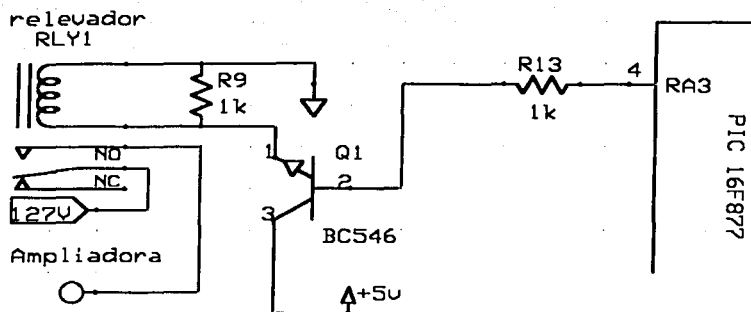 relevador
RLY1
R9
1k
R13
1k
4
RA3
PIC 16F877
NO
NC
127V
1
Q1
2
3
BC546
Ampliadora
+5v